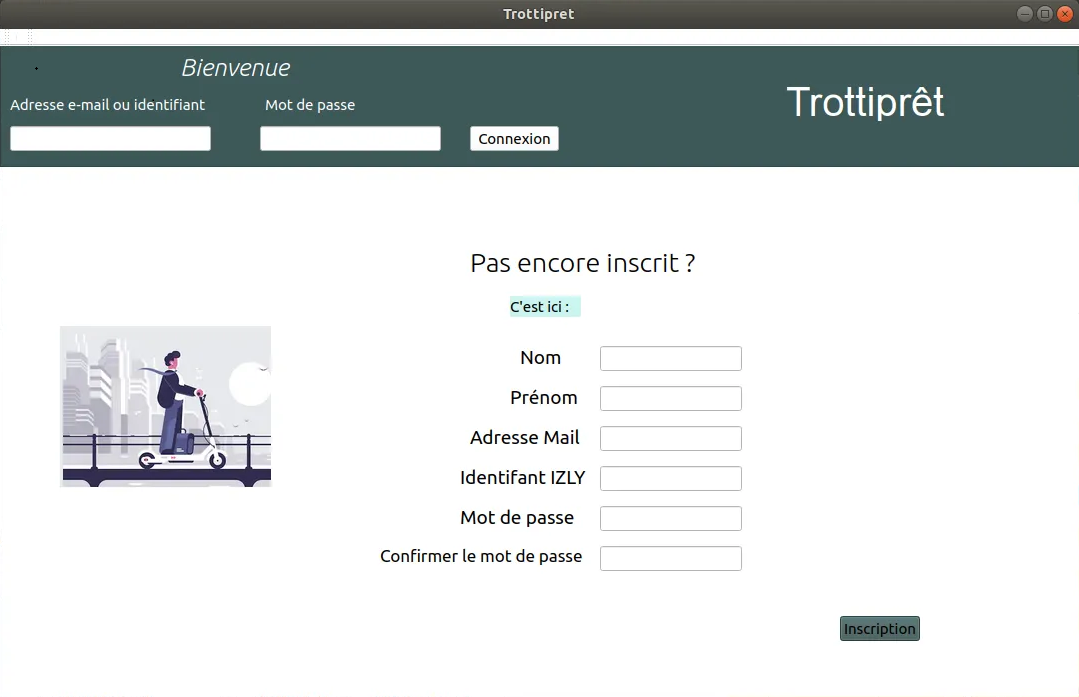 Trottipret
Bienvenue
Adresse e-mail ou identifiant
Mot de passe
Connexion
Trottiprêt
Pas encore inscrit ?
C'est ici :
Nom
Prénom
Adresse Mail
Identifant IZLY
Mot de passe
Confirmer le mot de passe
Inscription